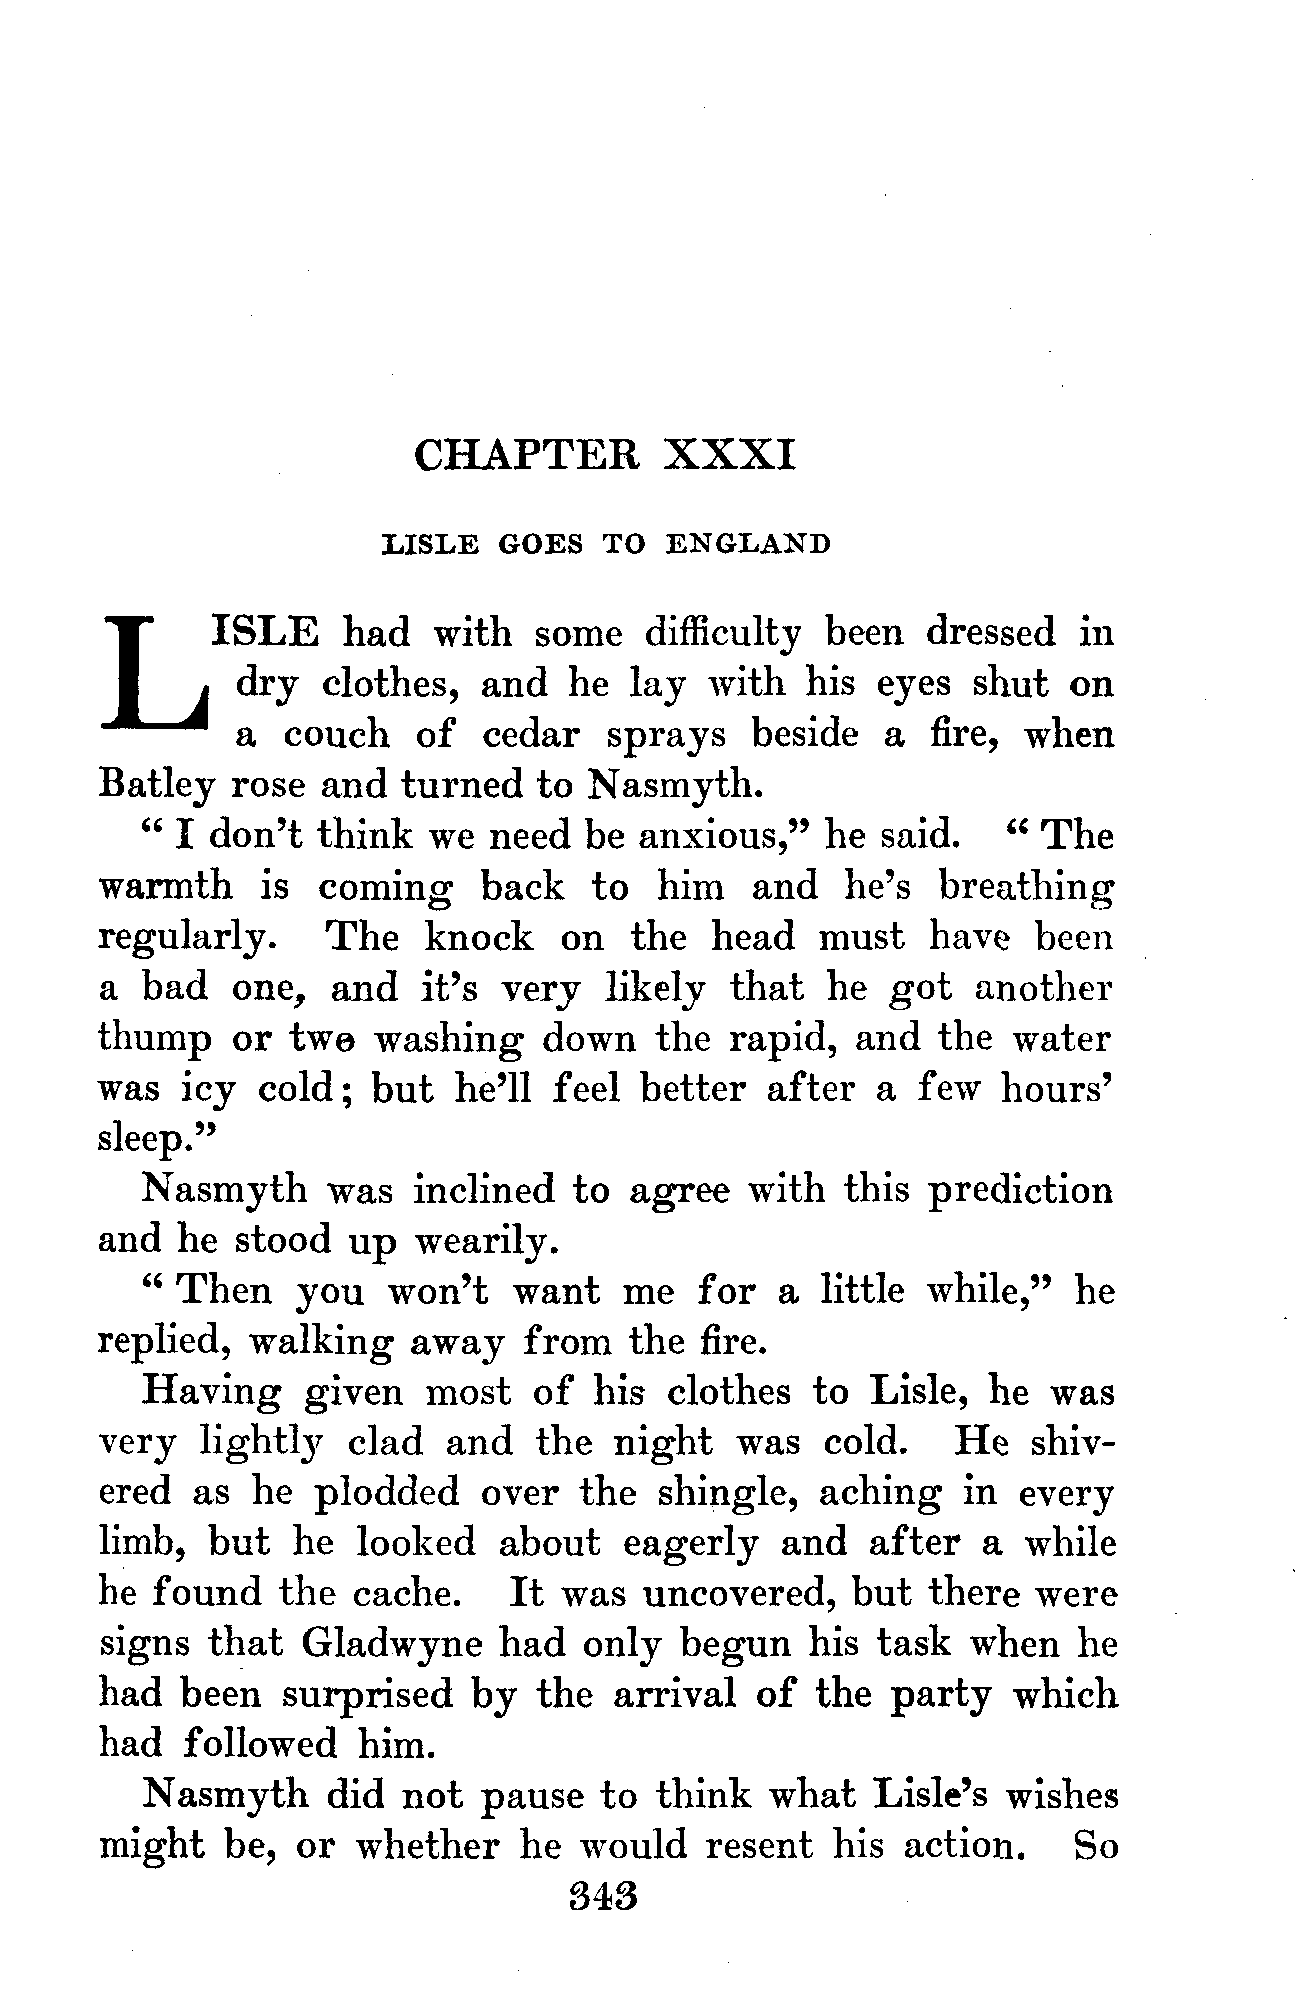 CHAPTER XXXI
LISLE GOES TO ENGLAND
LISLE had with some difficulty been dressed in
dry clothes, and he lay with his eyes shut on
a couch of cedar sprays beside a fire, when
Batley rose and turned to Nasmyth.
“ I don’t think we need be anxious,” he said. “ The
warmth is coming back to him and he’s breathing
regularly. The knock on the head must have been
a bad one, and it’s very likely that he got another
thump or two washing down the rapid, and the water
was icy cold; but he’ll feel better after a few hours’
sleep.”
Nasmyth was inclined to agree with this prediction
and he stood up wearily.
“ Then you won’t want me for a little while,” he
replied, walking away from the fire.
Having given most of his clothes to Lisle, he was
very lightly clad and the night was cold. He shiv-
ered as he plodded over the shingle, aching in every
limb, but he looked about eagerly and after a while
he found the cache. It was uncovered, but there were
signs that Gladwyne had only begun his task when he
had been surprised by the arrival of the party which
had followed him.
Nasmyth did not pause to think what Lisle’s wishes
might be, or whether he would resent his action. So
343